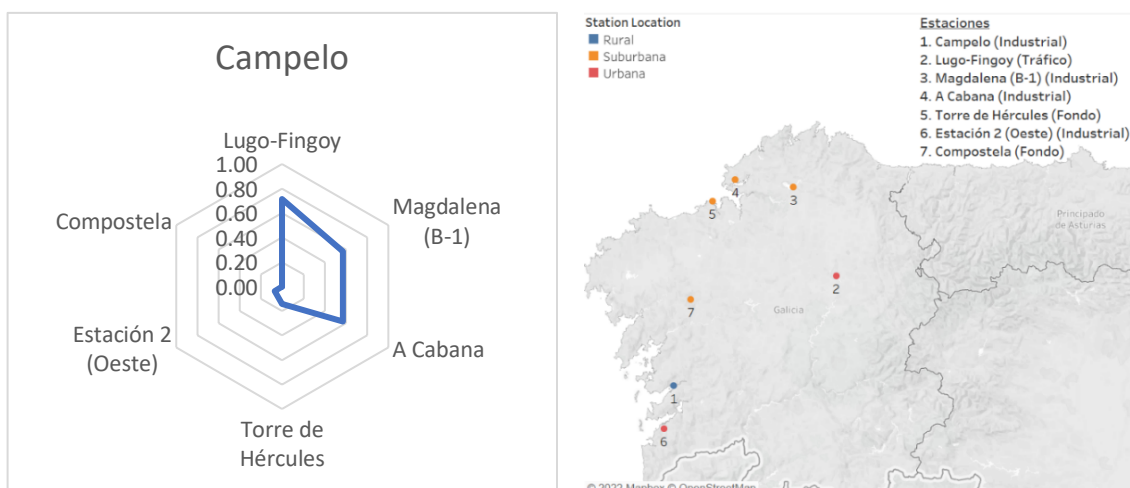 Campelo
Lugo-Fingoy
1.00
0.80
0.60
0.40
0.20
0.00
Magdalena
(B-1)
A Cabana
Torre de
Hércules
Estación 2
(Oeste)
Compostela
Station Location
Rural
Suburbana
Urbana
Estaciones
1. Campelo (Industrial)
2. Lugo-Fingoy (Tráfico)
3. Magdalena (B-1) (Industrial)
4. A Cabana (Industrial)
5. Torre de Hércules (Fondo)
6. Estación 2 (Oeste) (Industrial)
7. Compostela (Fondo)
4
3
5
Principado
de Asturias
2
7
Galicia
1
6
© 2022 Mapbox © OpenStreetMap